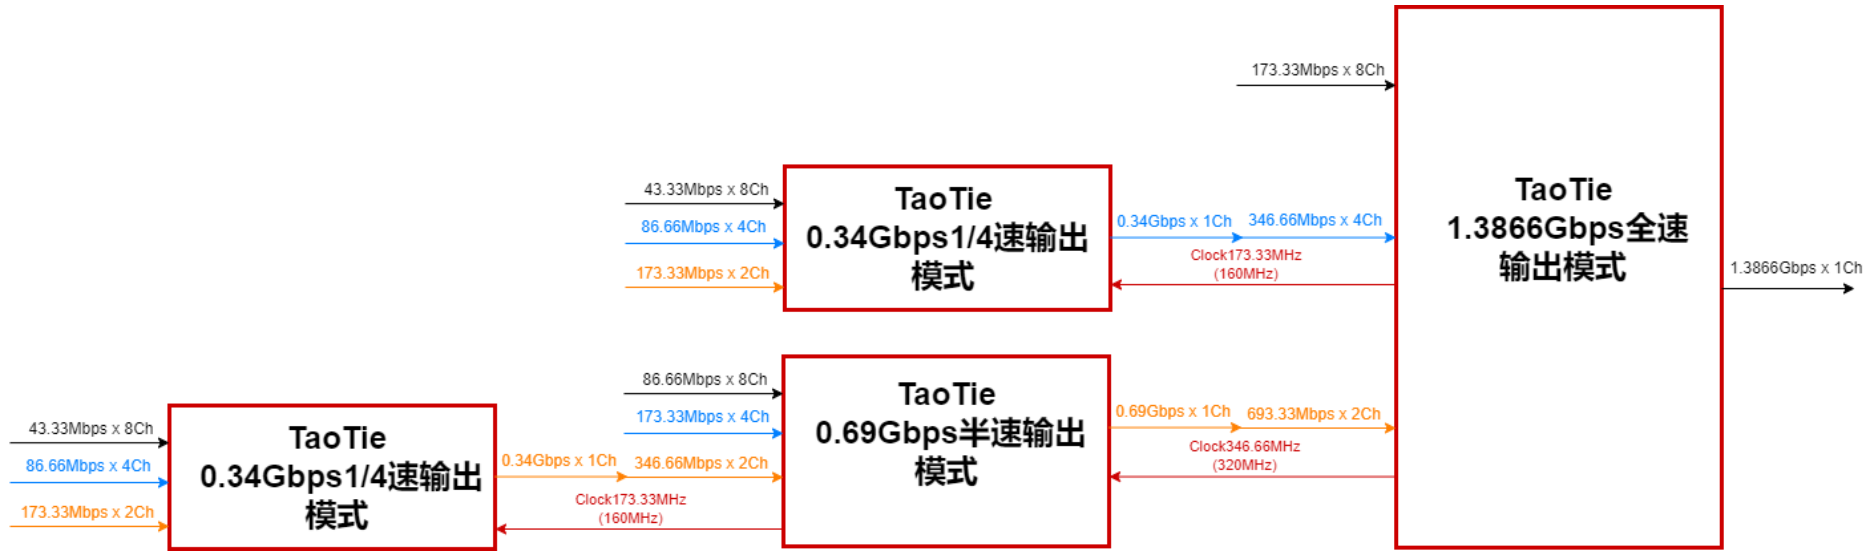 173.33Mbps x 8Ch
43.33Mbps x 8Ch
86.66Mbps x 4Ch
173.33Mbps x 2Ch
TaoTie
0.34Gbps1/4速输出
模式
0.34Gbps x 1Ch
346.66Mbps x 4Ch
Clock173.33MHz
(160MHz)
TaoTie
1.3866Gbps全速
输出模式
1.3866Gbps x 1Ch
86.66Mbps x 8Ch
173.33Mbps x 4Ch
346.66Mbps x 2Ch
TaoTie
0.69Gbps半速输出
模式
0.69Gbps x 1Ch
693.33Mbps x 2Ch
Clock346.66MHz
(320MHz)
43.33Mbps x 8Ch
86.66Mbps x 4Ch
173.33Mbps x 2Ch
TaoTie
0.34Gbps1/4速输出
模式
0.34Gbps x 1Ch
Clock173.33MHz
(160MHz)